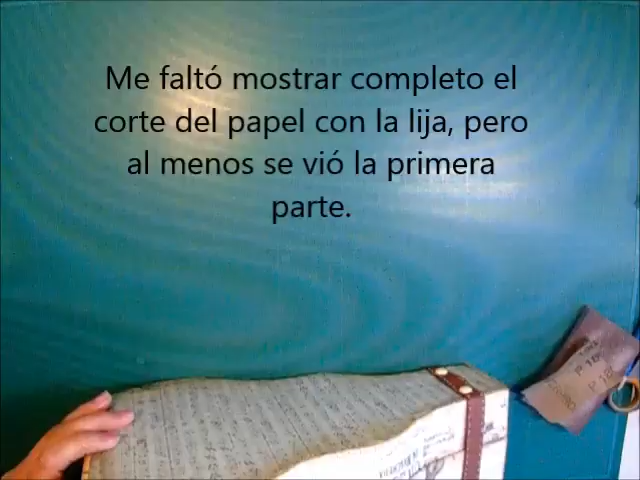 Me faltó mostrar completo el
corte del papel con la lija, pero
al menos se vió la primera
parte.